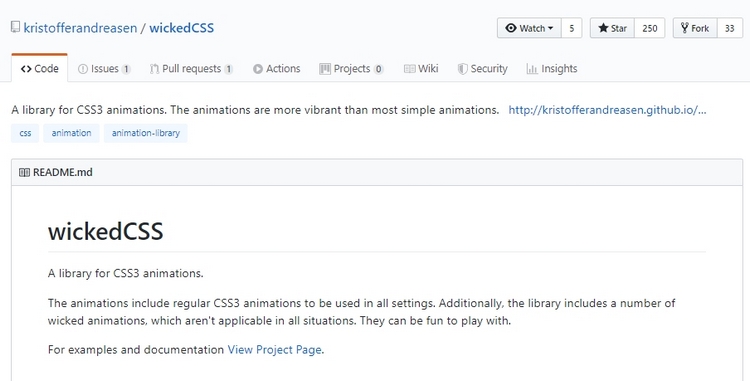 kristofferandreasen / wickedCSS Watch 5 Star 250 Fork 33
Code Issues 1 Pull requests 1 Actions Projects 0 Wiki Security Insights
A library for CSS3 animations. The animations are more vibrant than most simple animations. http://kristofferandreasen.github.io/...
css animation animation-library
README.md
wickedCSS
A library for CSS3 animations.
The animations include regular CSS3 animations to be used in all settings. Additionally, the library includes a number of
wicked animations, which aren't applicable in all situations. They can be fun to play with.
For examples and documentation View Project Page.